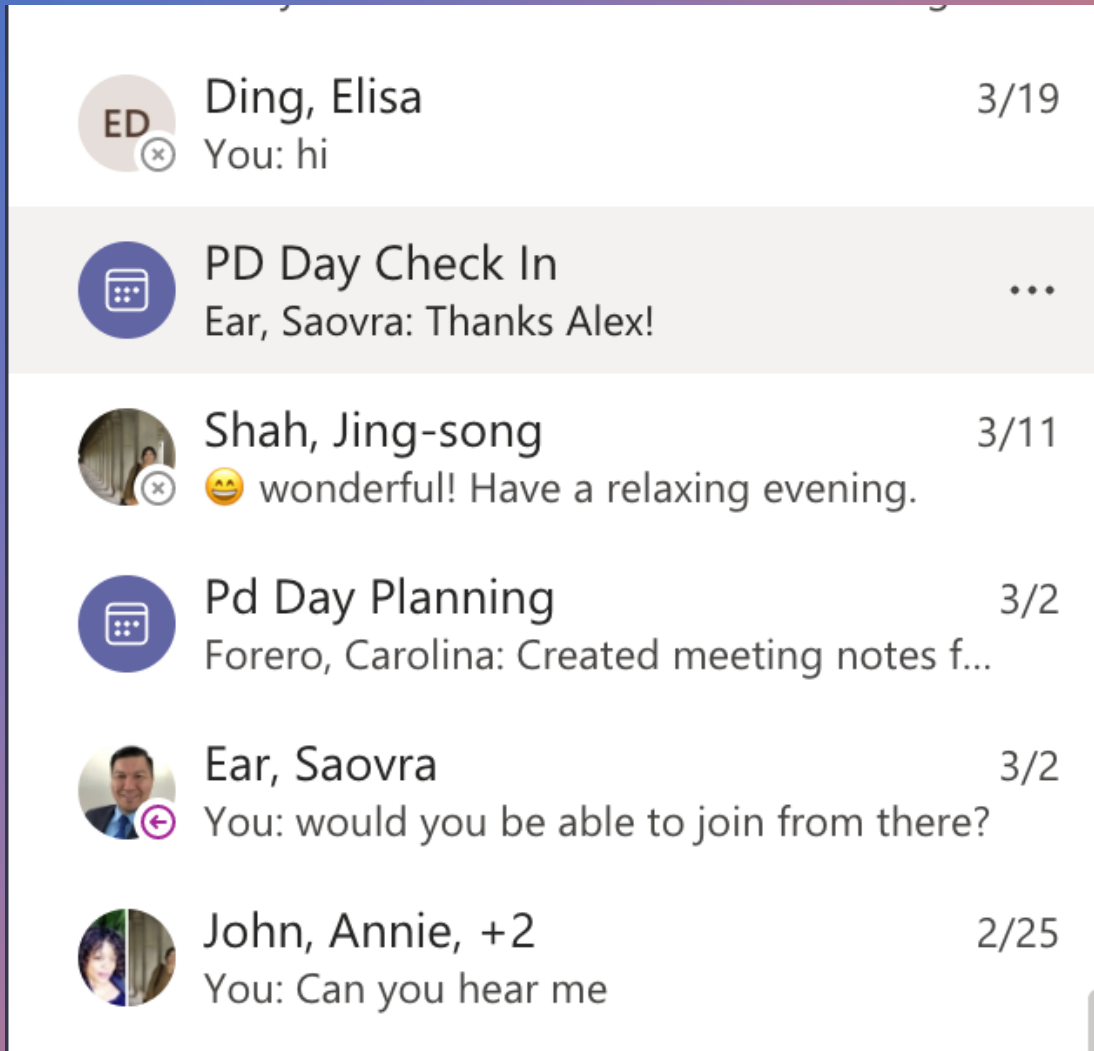 Ding, Elisa 3/19
ED
You: hi
PD Day Check In ...
Ear, Saovra: Thanks Alex!
Shah, Jing-song 3/11
😄 wonderful! Have a relaxing evening.
Pd Day Planning 3/2
Forero, Carolina: Created meeting notes f...
Ear, Saovra 3/2
You: would you be able to join from there?
John, Annie, +2 2/25
You: Can you hear me